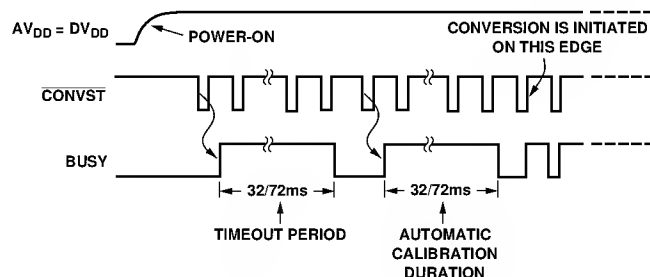 AVDD = DVDD
POWER-ON
CONVERSION IS INITIATED
ON THIS EDGE
CONVST
BUSY
32/72ms
32/72ms
TIMEOUT PERIOD
AUTOMATIC
CALIBRATION
DURATION